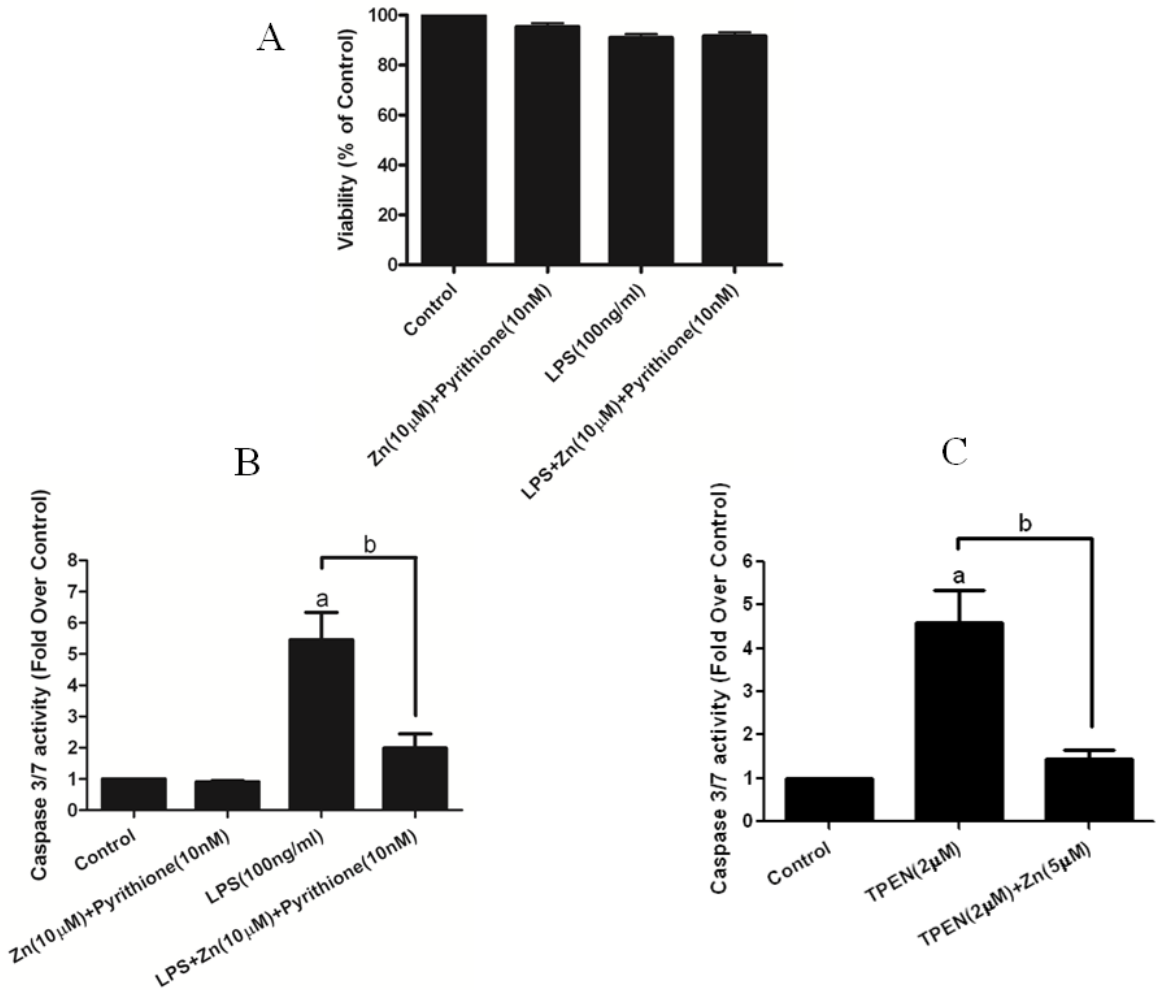 A
Viability (% of Control)
100
80
60
40
20
0
Control
Zn(10μM)+Pyrithione(10nM)
LPS(100ng/ml)
LPS+Zn(10μM)+Pyrithione(10nM)
B
Caspase 3/7 activity (Fold Over Control)
8
7
6
5
4
3
2
1
0
a
b
Control
Zn(10μM)+Pyrithione(10nM)
LPS(100ng/ml)
LPS+Zn(10μM)+Pyrithione(10nM)
C
Caspase 3/7 activity (Fold Over Control)
6
5
4
3
2
1
0
a
b
Control
TPEN(2μM)
TPEN(2μM)+Zn(5μM)